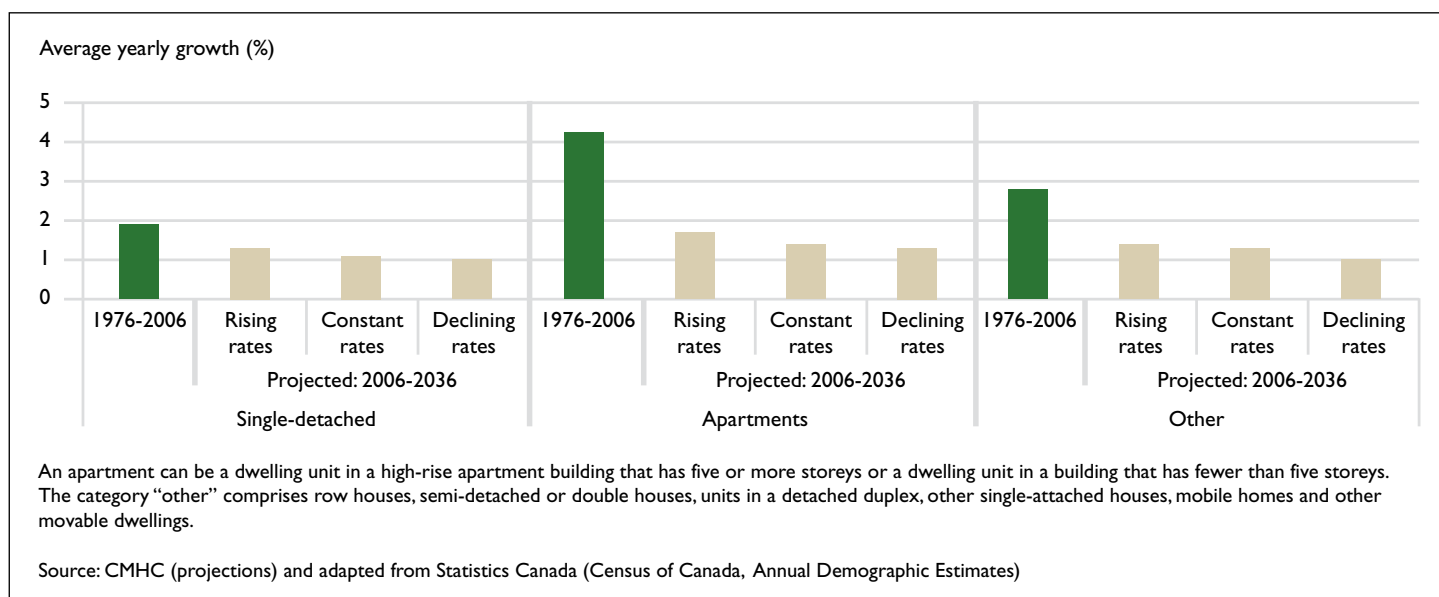 Average yearly growth (%)
5
4
3
2
1
0
1976-2006 Rising rates Constant rates Declining rates 1976-2006 Rising rates Constant rates Declining rates 1976-2006 Rising rates Constant rates Declining rates
Projected: 2006-2036 Projected: 2006-2036 Projected: 2006-2036
Single-detached Apartments Other
An apartment can be a dwelling unit in a high-rise apartment building that has five or more storeys or a dwelling unit in a building that has fewer than five storeys.
The category “other” comprises row houses, semi-detached or double houses, units in a detached duplex, other single-attached houses, mobile homes and other
movable dwellings.
Source: CMHC (projections) and adapted from Statistics Canada (Census of Canada, Annual Demographic Estimates)